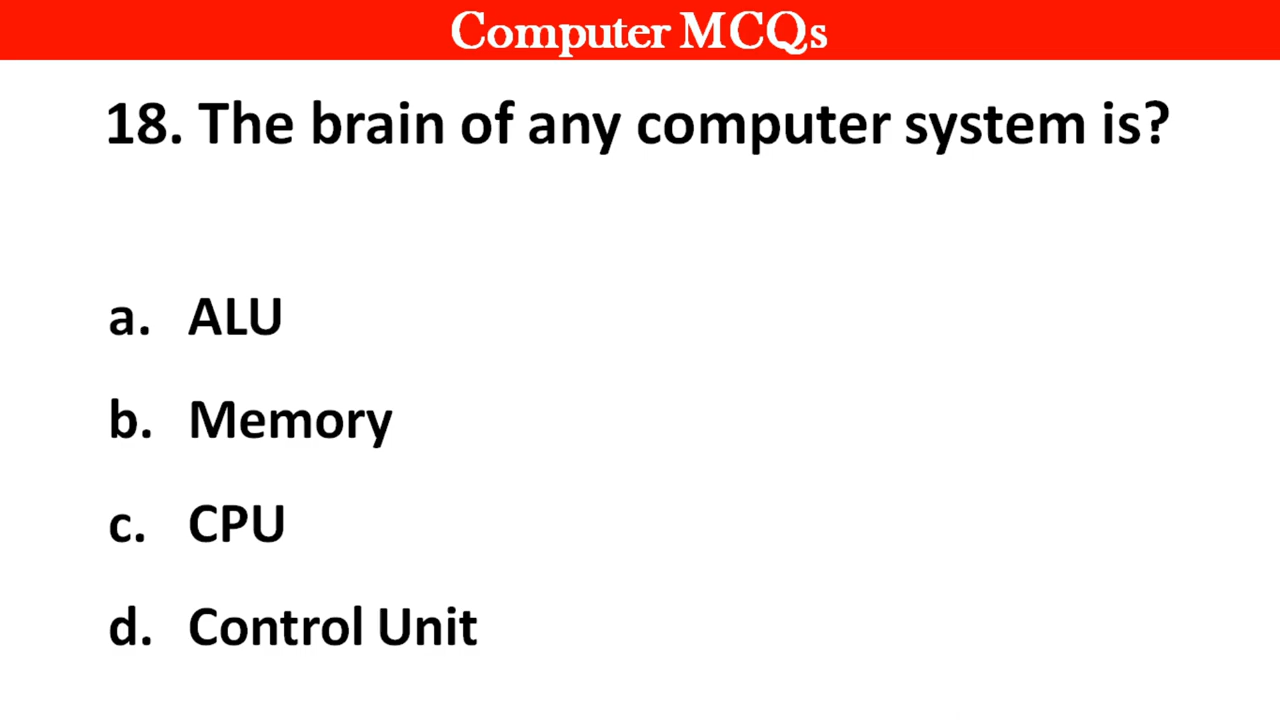 Computer MCQs
18. The brain of any computer system is?
a. ALU
b. Memory
c. CPU
d. Control Unit